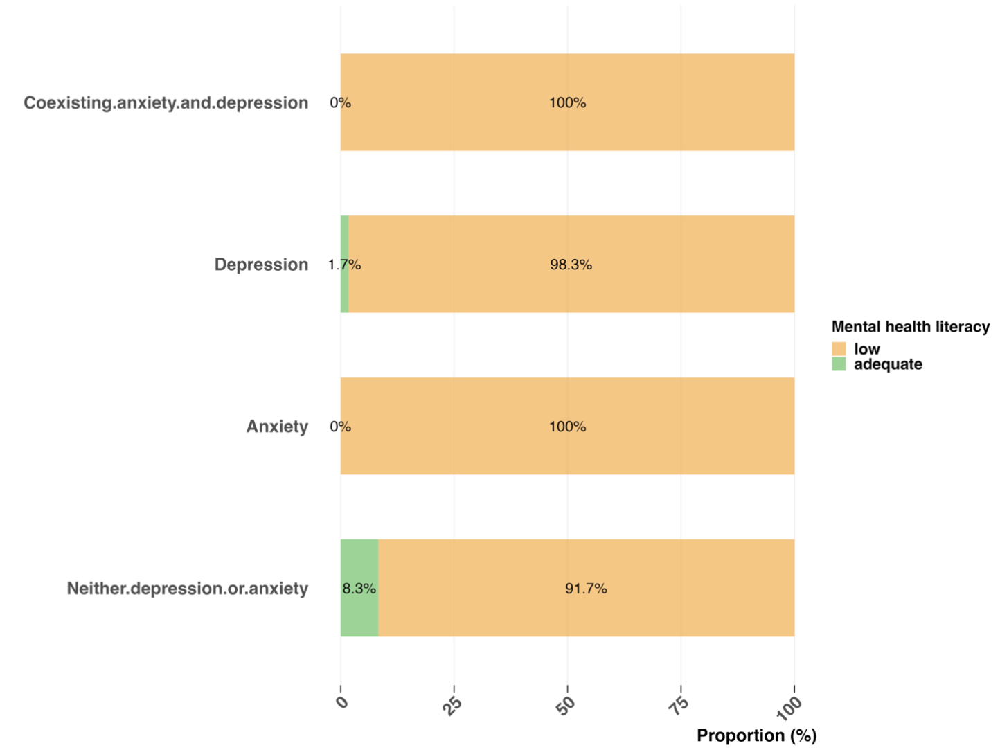 Coexisting.anxiety.and.depression
0%
100%
Depression
1.7%
98.3%
Mental health literacy
low
adequate
Anxiety
0%
100%
Neither.depression.or.anxiety
8.3%
91.7%
0
25
50
75
100
Proportion (%)